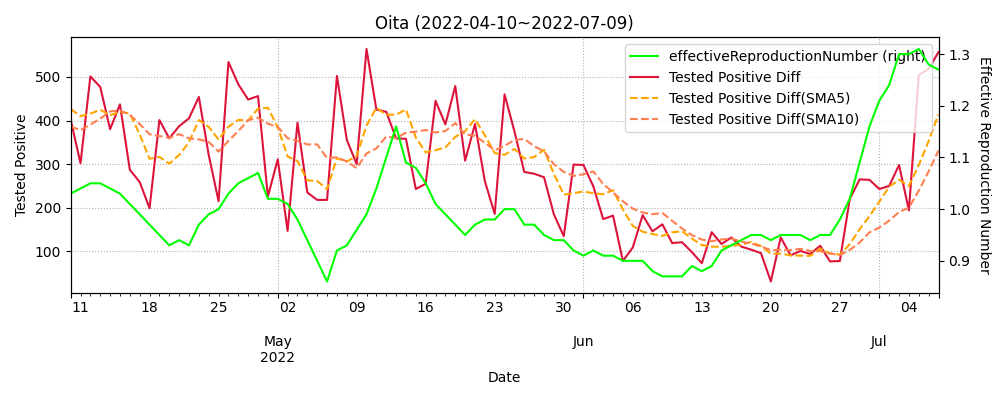 Oita (2022-04-10~2022-07-09)
effectiveReproductionNumber (right)
Tested Positive Diff
Tested Positive Diff(SMA5)
Tested Positive Diff(SMA10)
Tested Positive
500
400
300
200
100
1.3
1.2
1.1
1.0
0.9
Effective Reproduction Number
11 18 25 02 09 16 23 30 06 13 20 27 04
May Jun Jul
2022
Date